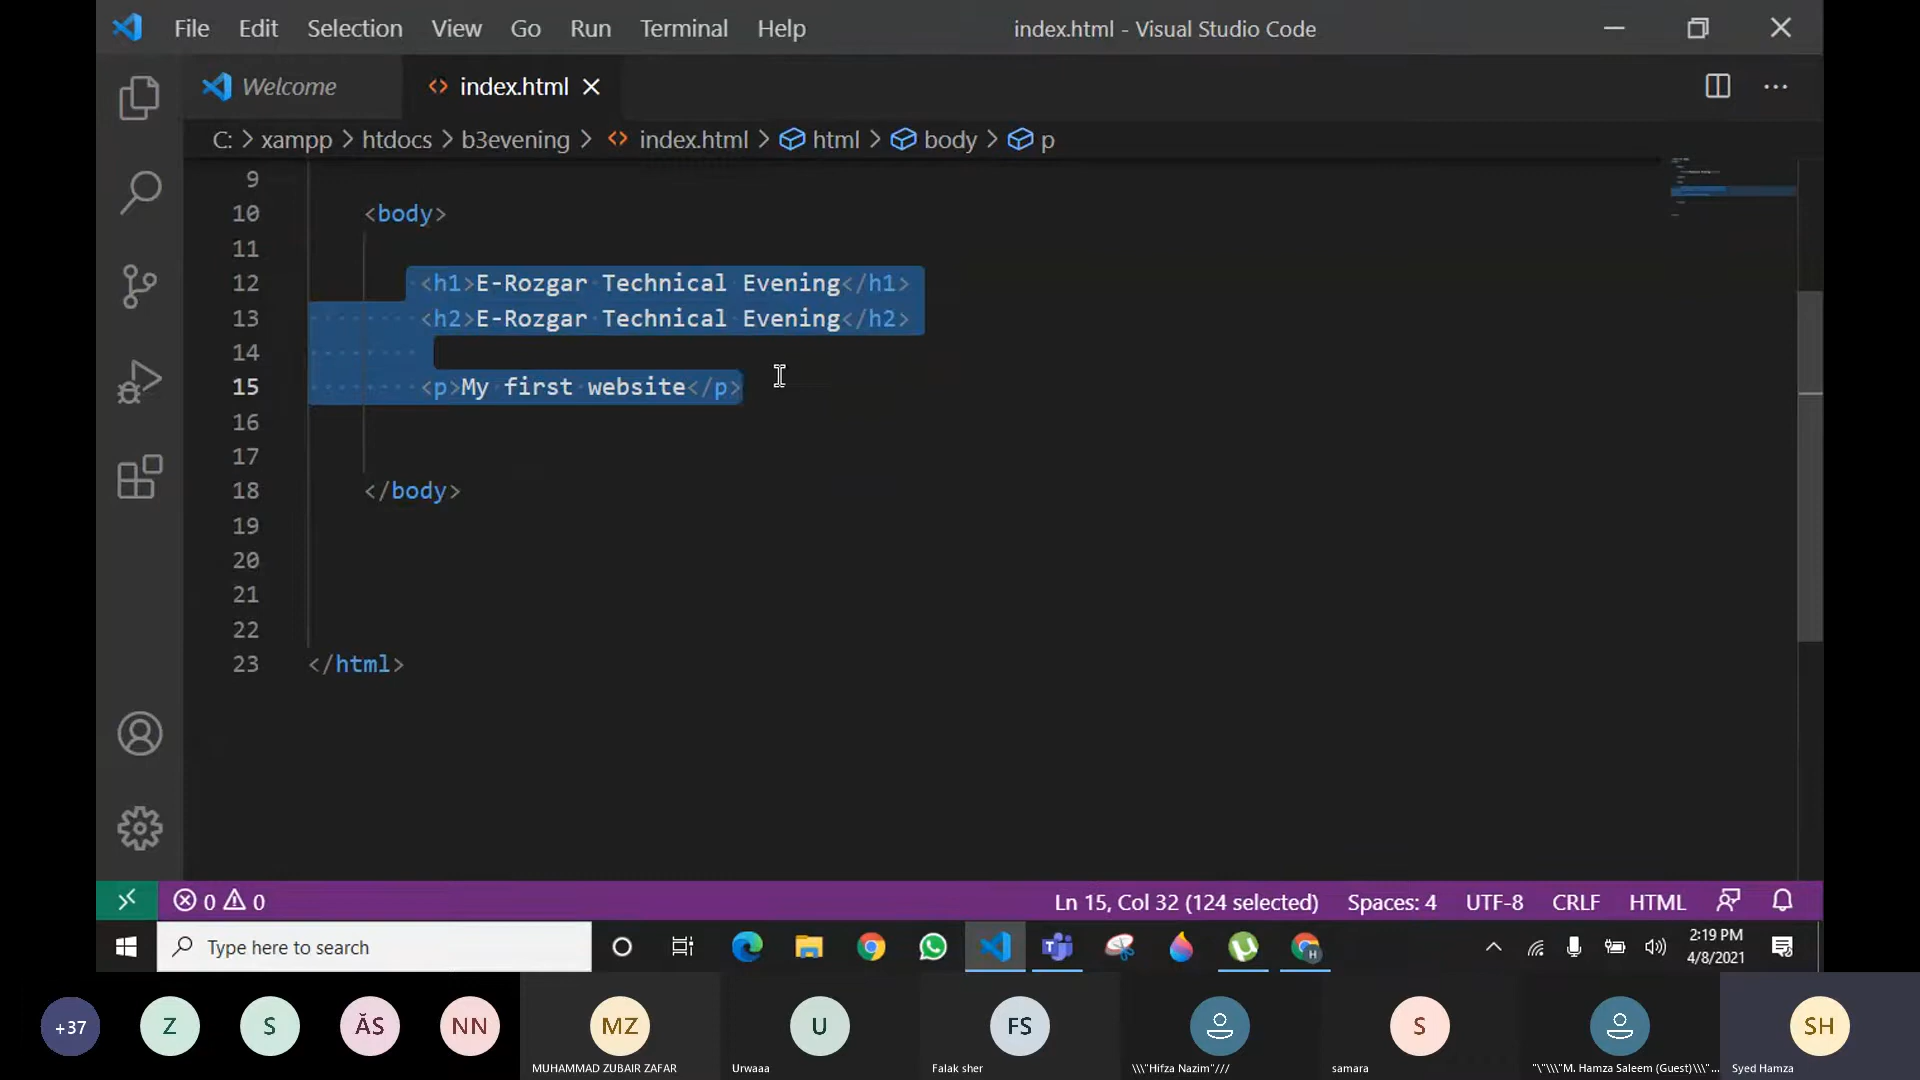 File Edit Selection View Go Run Terminal Help index.html - Visual Studio Code
Welcome index.html
C: > xampp > htdocs > b3evening > index.html > html > body > p
9
10 <body>
11
12 <h1>E-Rozgar Technical Evening</h1>
13 <h2>E-Rozgar Technical Evening</h2>
14
15 <p>My first website</p>
16
17
18 </body>
19
20
21
22
23 </html>
0 0 Ln 15, Col 32 (124 selected) Spaces: 4 UTF-8 CRLF HTML
Type here to search
2:19 PM
4/8/2021
+37 Z S ĂS NN MZ U FS S SH
MUHAMMAD ZUBAIR ZAFAR Urwaaa Falak sher \\\"Hifza Nazim"/// samara "\"\\\"M. Hamza Saleem (Guest)\\\"... Syed Hamza